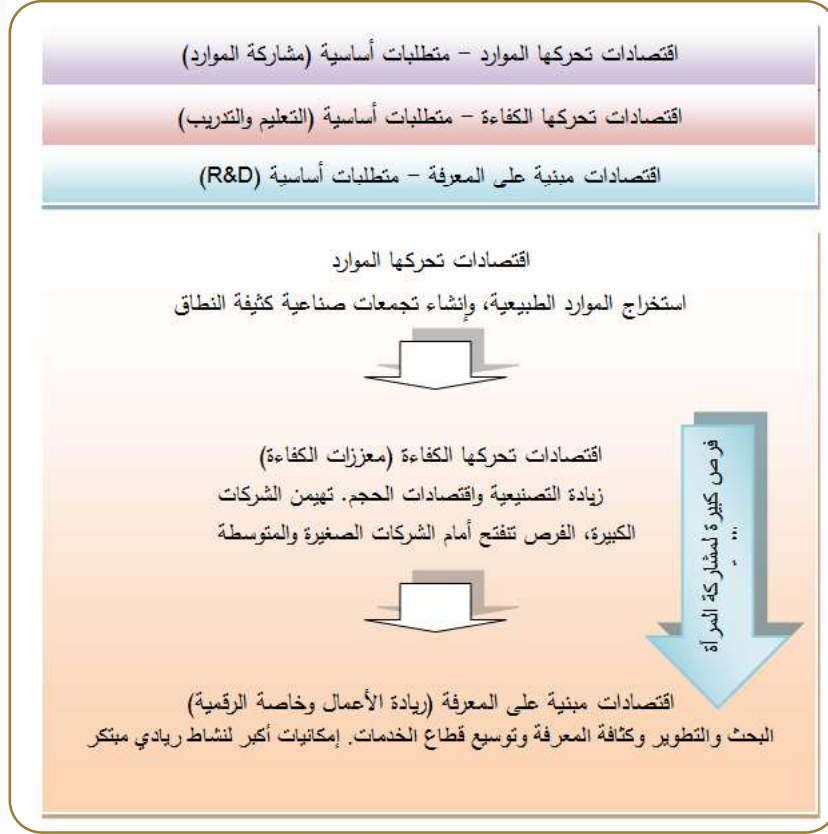 اقتصادات تحركها الموارد – متطلبات أساسية (مشاركة الموارد)
اقتصادات تحركها الكفاءة – متطلبات أساسية (التعليم والتدريب)
اقتصادات مبنية على المعرفة – متطلبات أساسية (R&D)
اقتصادات تحركها الموارد
استخراج الموارد الطبيعية، وإنشاء تجمعات صناعية كثيفة النطاق
اقتصادات تحركها الكفاءة (معززات الكفاءة)
زيادة التصنيعية واقتصادات الحجم. تهيمن الشركات
الكبيرة، الفرص تنفتح أمام الشركات الصغيرة والمتوسطة
فرص كبيرة لمشاركة المرأة
اقتصادات مبنية على المعرفة (ريادة الأعمال وخاصة الرقمية)
البحث والتطوير وكثافة المعرفة وتوسيع قطاع الخدمات. إمكانيات أكبر لنشاط ريادي مبتكر